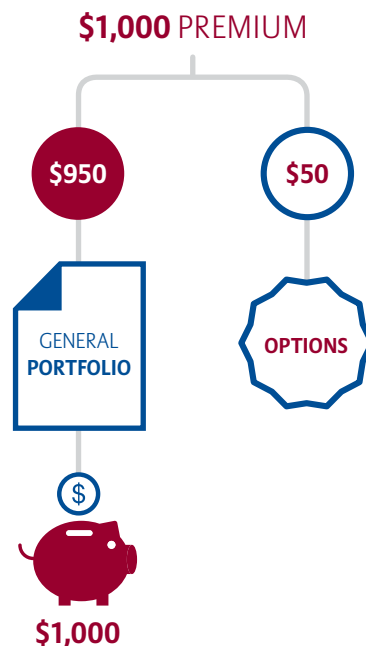 $1,000 PREMIUM
$950
$50
GENERAL
PORTFOLIO
OPTIONS
$
$1,000